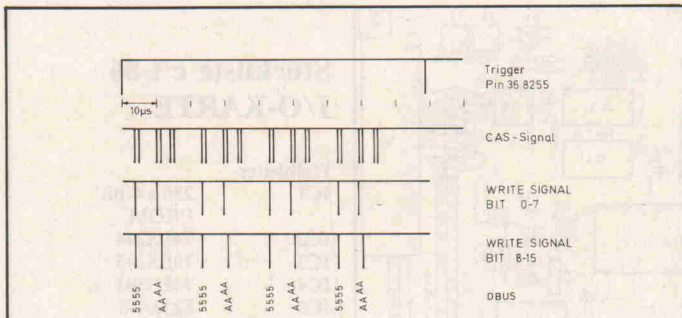 Trigger
Pin 36 8255
10µs
CAS-Signal
WRITE SIGNAL
BIT 0-7
WRITE SIGNAL
BIT 8-15
5555 AAAA 5555 AAAA 5555 AAAA 5555 AAAA
DBUS